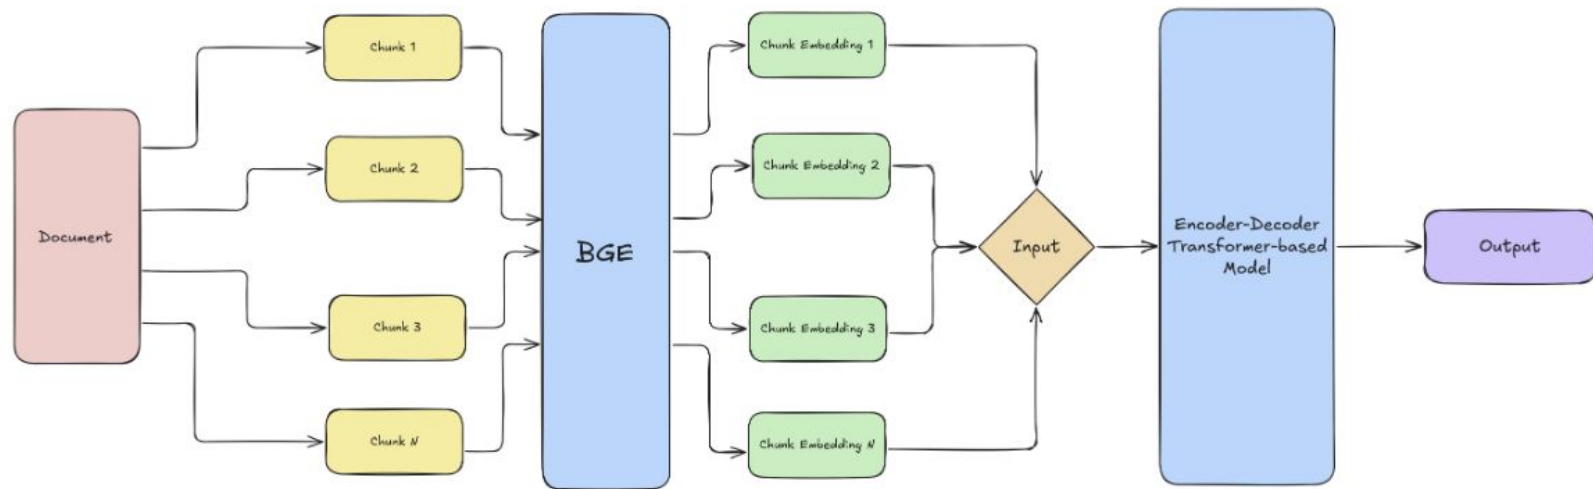 Document
Chunk 1
Chunk 2
Chunk 3
Chunk N
BGE
Chunk Embedding 1
Chunk Embedding 2
Chunk Embedding 3
Chunk Embedding N
Input
Encoder-Decoder
Transformer-based
Model
Output